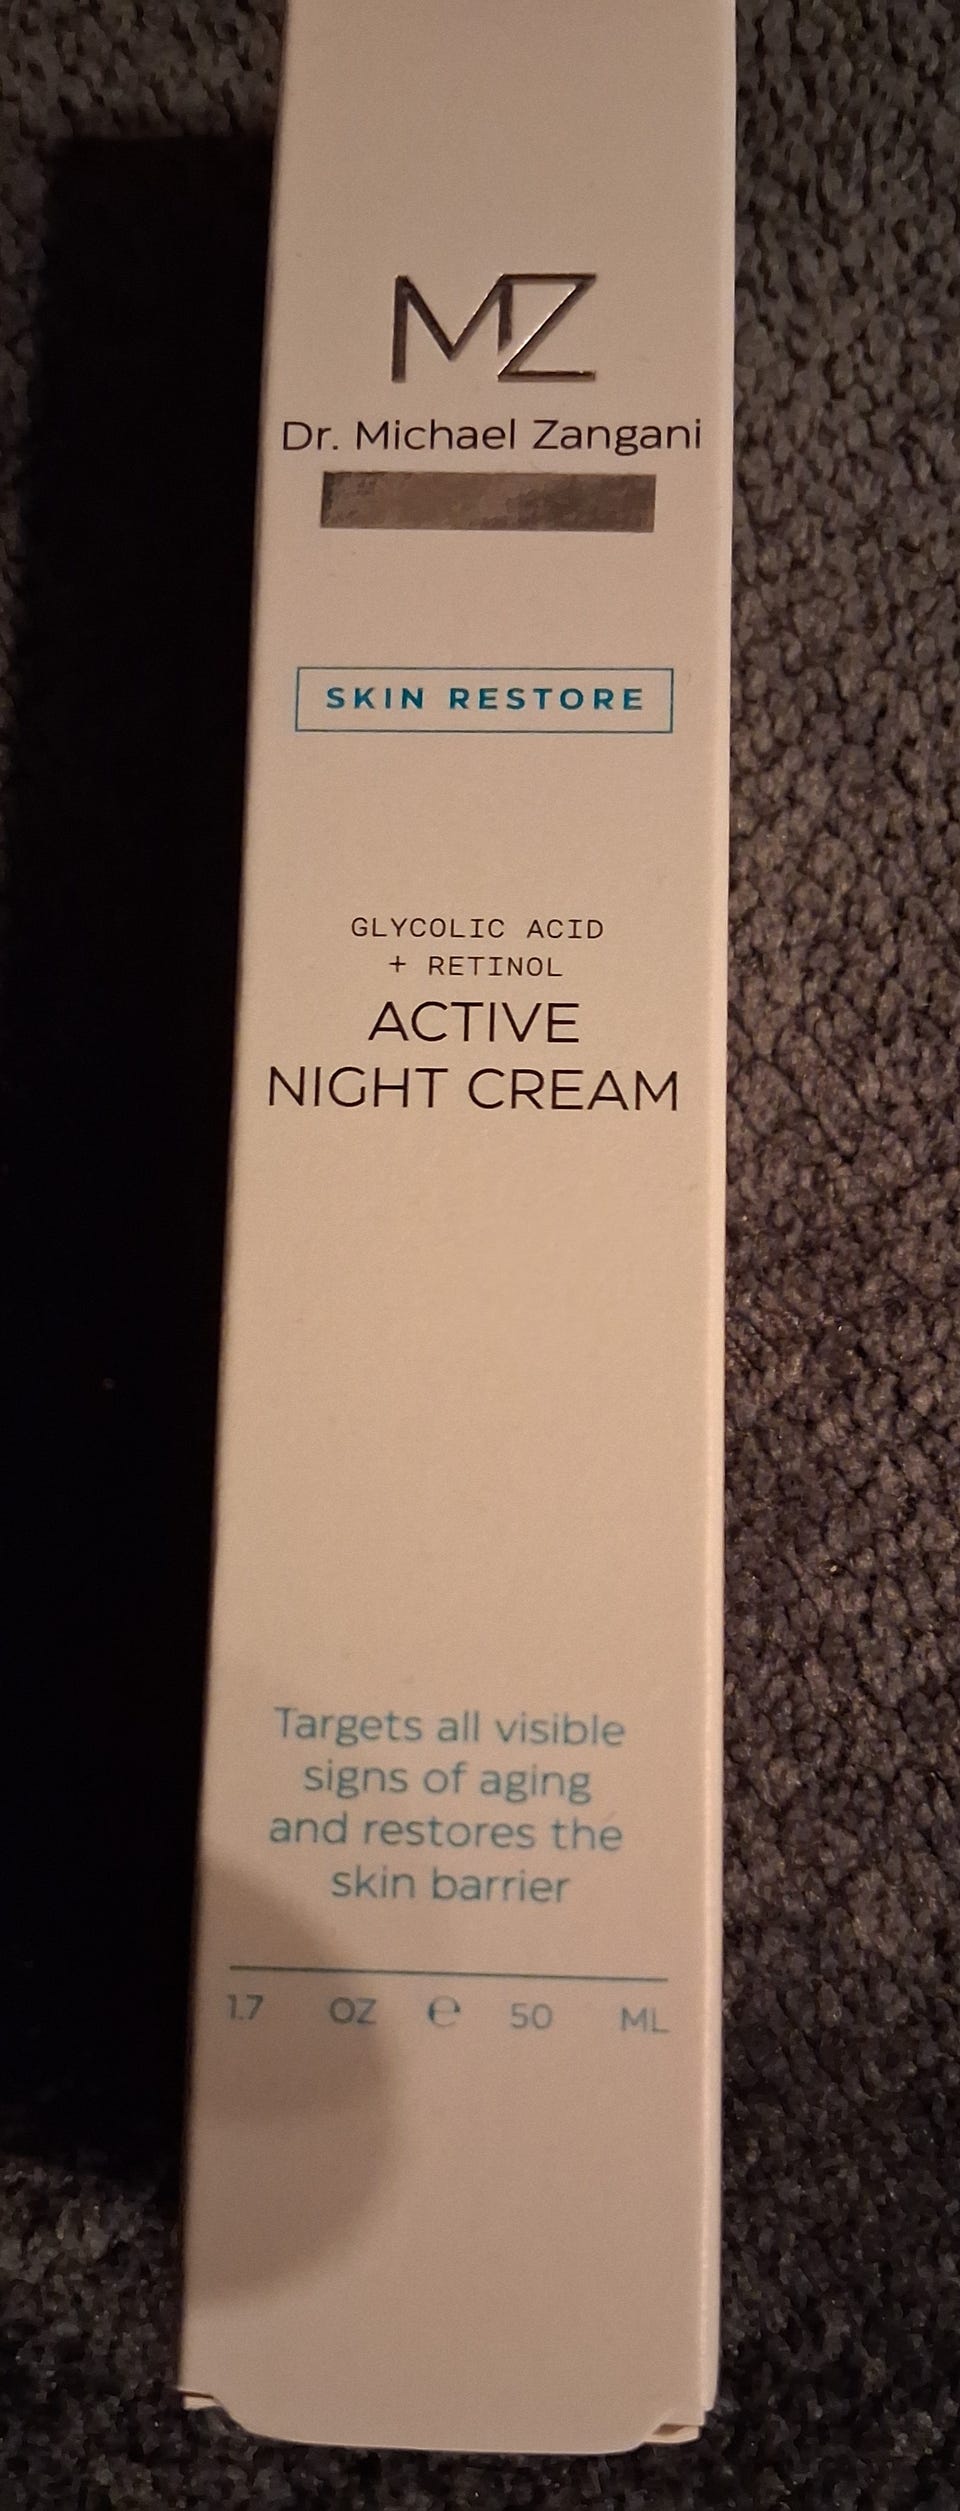 MZ
Dr. Michael Zangani
SKIN RESTORE
GLYCOLIC ACID
+ RETINOL
ACTIVE
NIGHT CREAM
Targets all visible
signs of aging
and restores the
skin barrier
1.7 OZ ℮ 50 ML